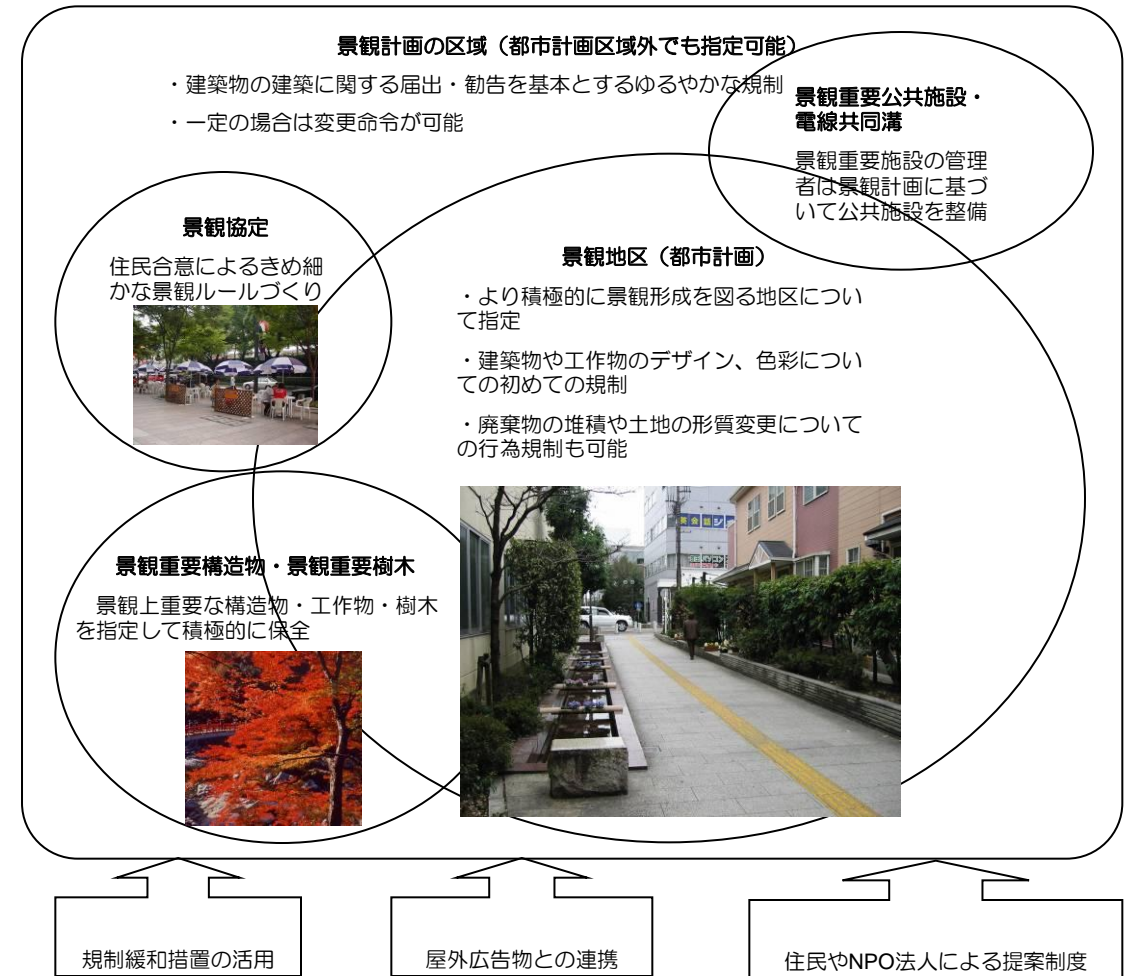 景観計画の区域（都市計画区域外でも指定可能）
・建築物の建築に関する届出・勧告を基本とするゆるやかな規制
・一定の場合は変更命令が可能
景観重要公共施設・
電線共同溝
景観重要施設の管理
者は景観計画に基づ
いて公共施設を整備
景観協定
住民合意によるきめ細
かな景観ルールづくり
景観地区（都市計画）
・より積極的に景観形成を図る地区につい
て指定
・建築物や工作物のデザイン、色彩につい
ての初めての規制
・廃棄物の堆積や土地の形質変更について
の行為規制も可能
景観重要構造物・景観重要樹木
景観上重要な構造物・工作物・樹木
を指定して積極的に保全
規制緩和措置の活用
屋外広告物との連携
住民やNPO法人による提案制度